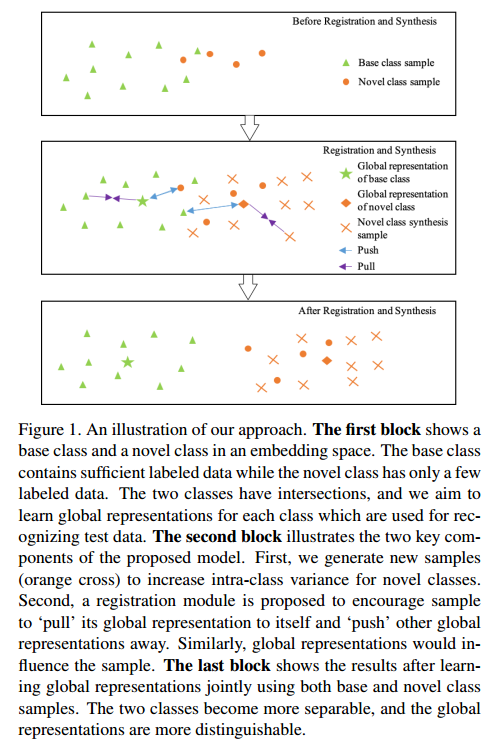 Before Registration and Synthesis
Base class sample
Novel class sample
Registration and Synthesis
Global representation
of base class
Global representation
of novel class
Novel class synthesis
sample
Push
Pull
After Registration and Synthesis
Figure 1. An illustration of our approach. The first block shows a
base class and a novel class in an embedding space. The base class
contains sufficient labeled data while the novel class has only a few
labeled data. The two classes have intersections, and we aim to
learn global representations for each class which are used for rec-
ognizing test data. The second block illustrates the two key com-
ponents of the proposed model. First, we generate new samples
(orange cross) to increase intra-class variance for novel classes.
Second, a registration module is proposed to encourage sample
to ‘pull’ its global representation to itself and ‘push’ other global
representations away. Similarly, global representations would in-
fluence the sample. The last block shows the results after learn-
ing global representations jointly using both base and novel class
samples. The two classes become more separable, and the global
representations are more distinguishable.